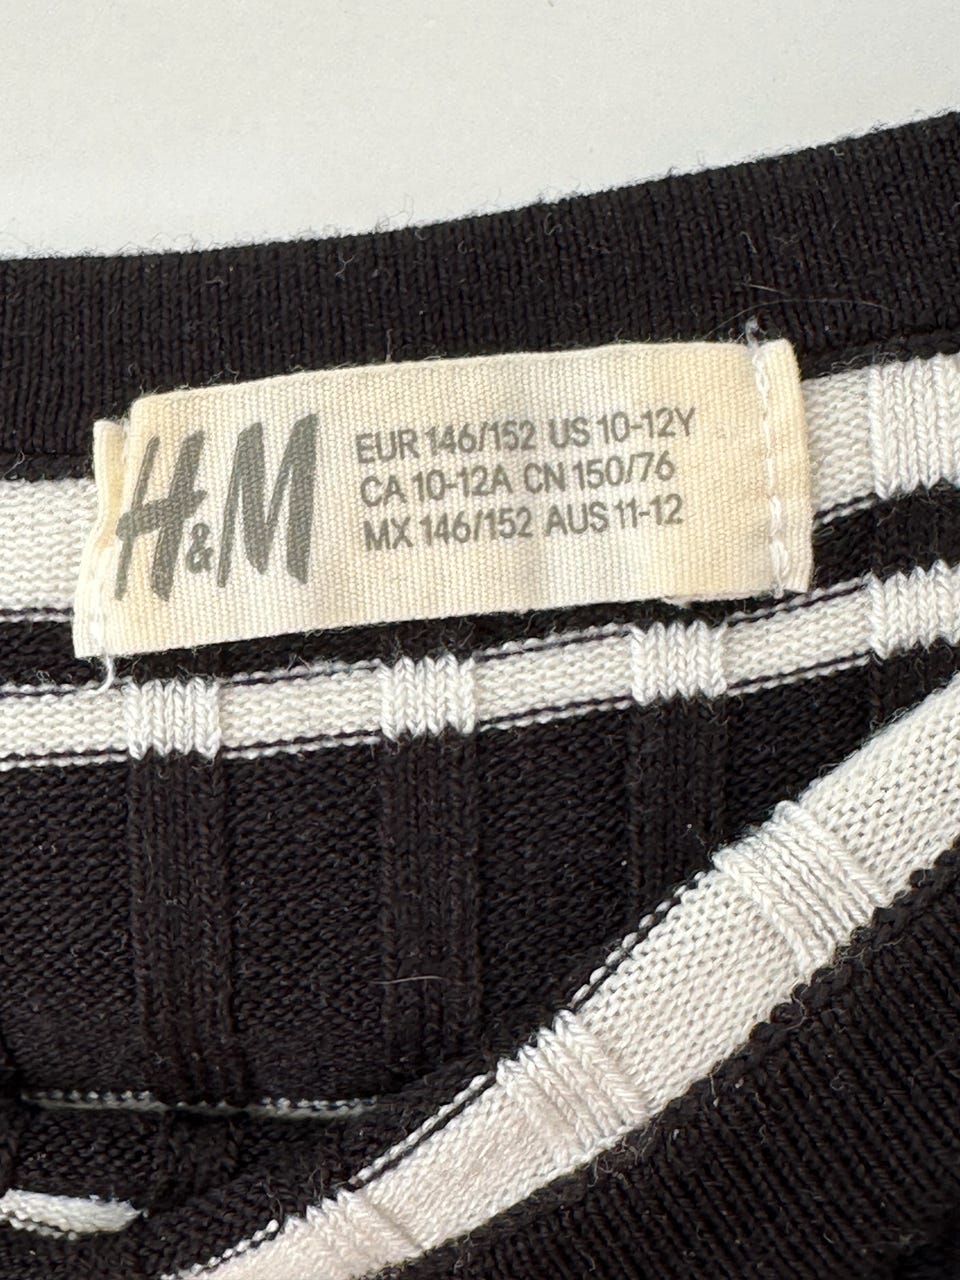 H&M
EUR 146/152 US 10-12Y
CA 10-12A CN 150/76
MX 146/152 AUS 11-12